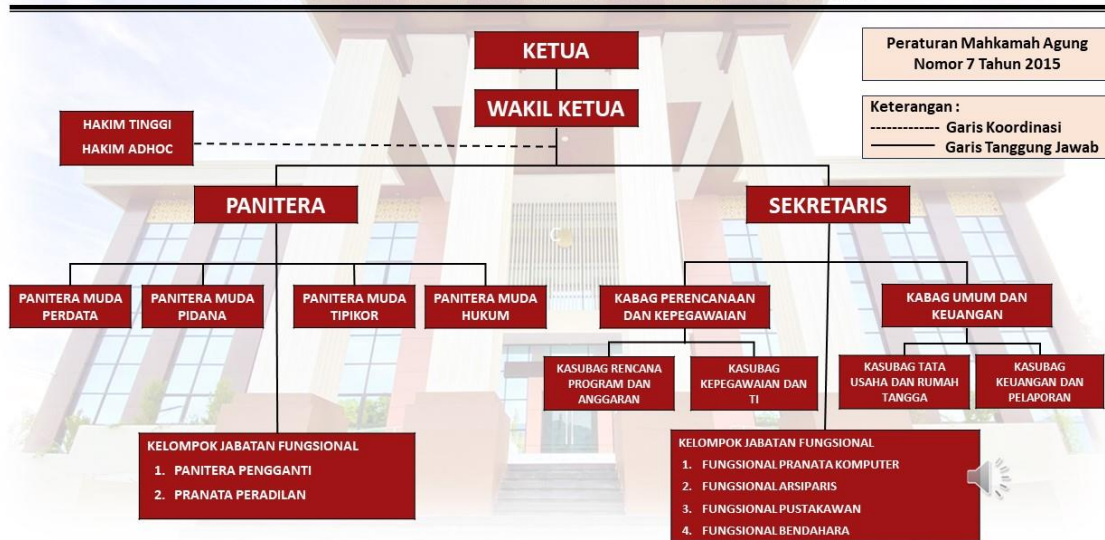 KETUA
WAKIL KETUA
Peraturan Mahkamah Agung
Nomor 7 Tahun 2015
Keterangan :
------------- Garis Koordinasi
Garis Tanggung Jawab
HAKIM TINGGI
HAKIM ADHOC
PANITERA
SEKRETARIS
PANITERA MUDA
PERDATA
PANITERA MUDA
PIDANA
PANITERA MUDA
TIPIKOR
PANITERA MUDA
HUKUM
KABAG PERENCANAAN
DAN KEPEGAWAIAN
KABAG UMUM DAN
KEUANGAN
KASUBAG RENCANA
PROGRAM DAN
ANGGARAN
KASUBAG
KEPEGAWAIAN DAN
TI
KASUBAG TATA
USAHA DAN RUMAH
TANGGA
KASUBAG
KEUANGAN DAN
PELAPORAN
KELOMPOK JABATAN FUNGSIONAL
1. PANITERA PENGGANTI
2. PRANATA PERADILAN
KELOMPOK JABATAN FUNGSIONAL
1. FUNGSIONAL PRANATA KOMPUTER
2. FUNGSIONAL ARSIPARIS
3. FUNGSIONAL PUSTAKAWAN
4. FUNGSIONAL BENDAHARA